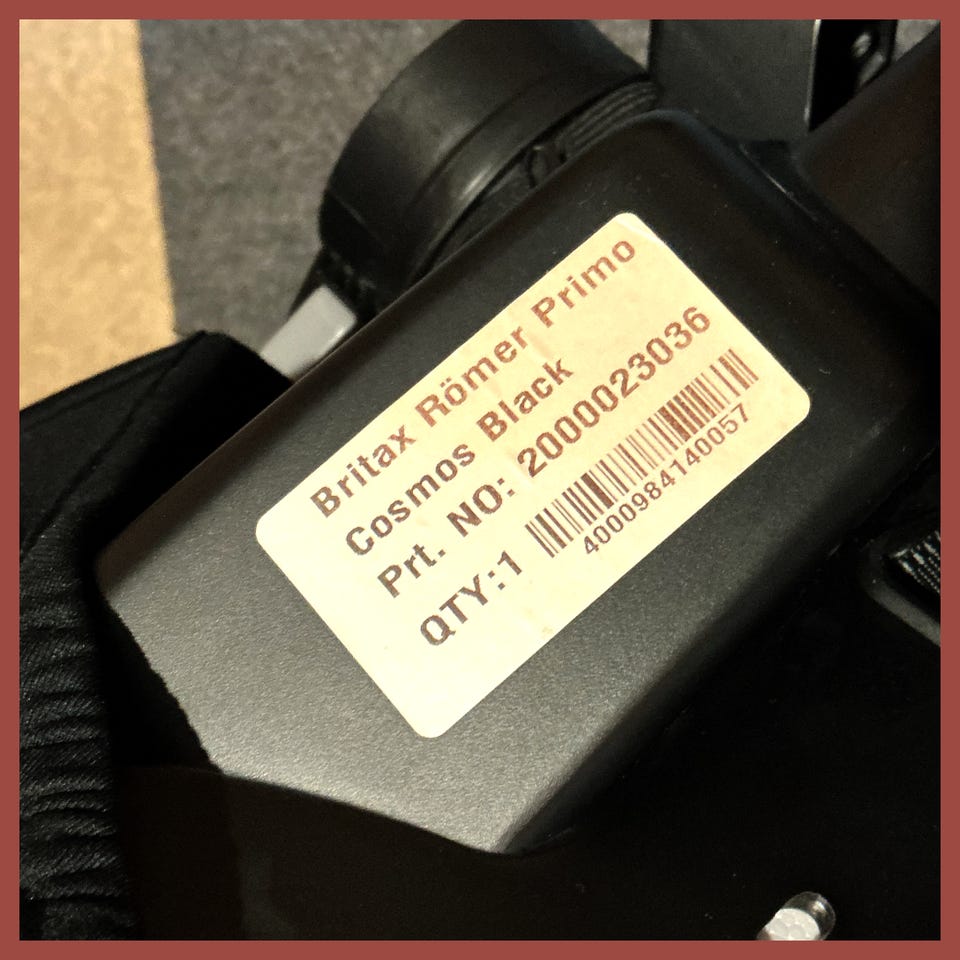 Britax Römer Primo
Cosmos Black
Prt. NO: 2000023036
QTY:1
4000984140057